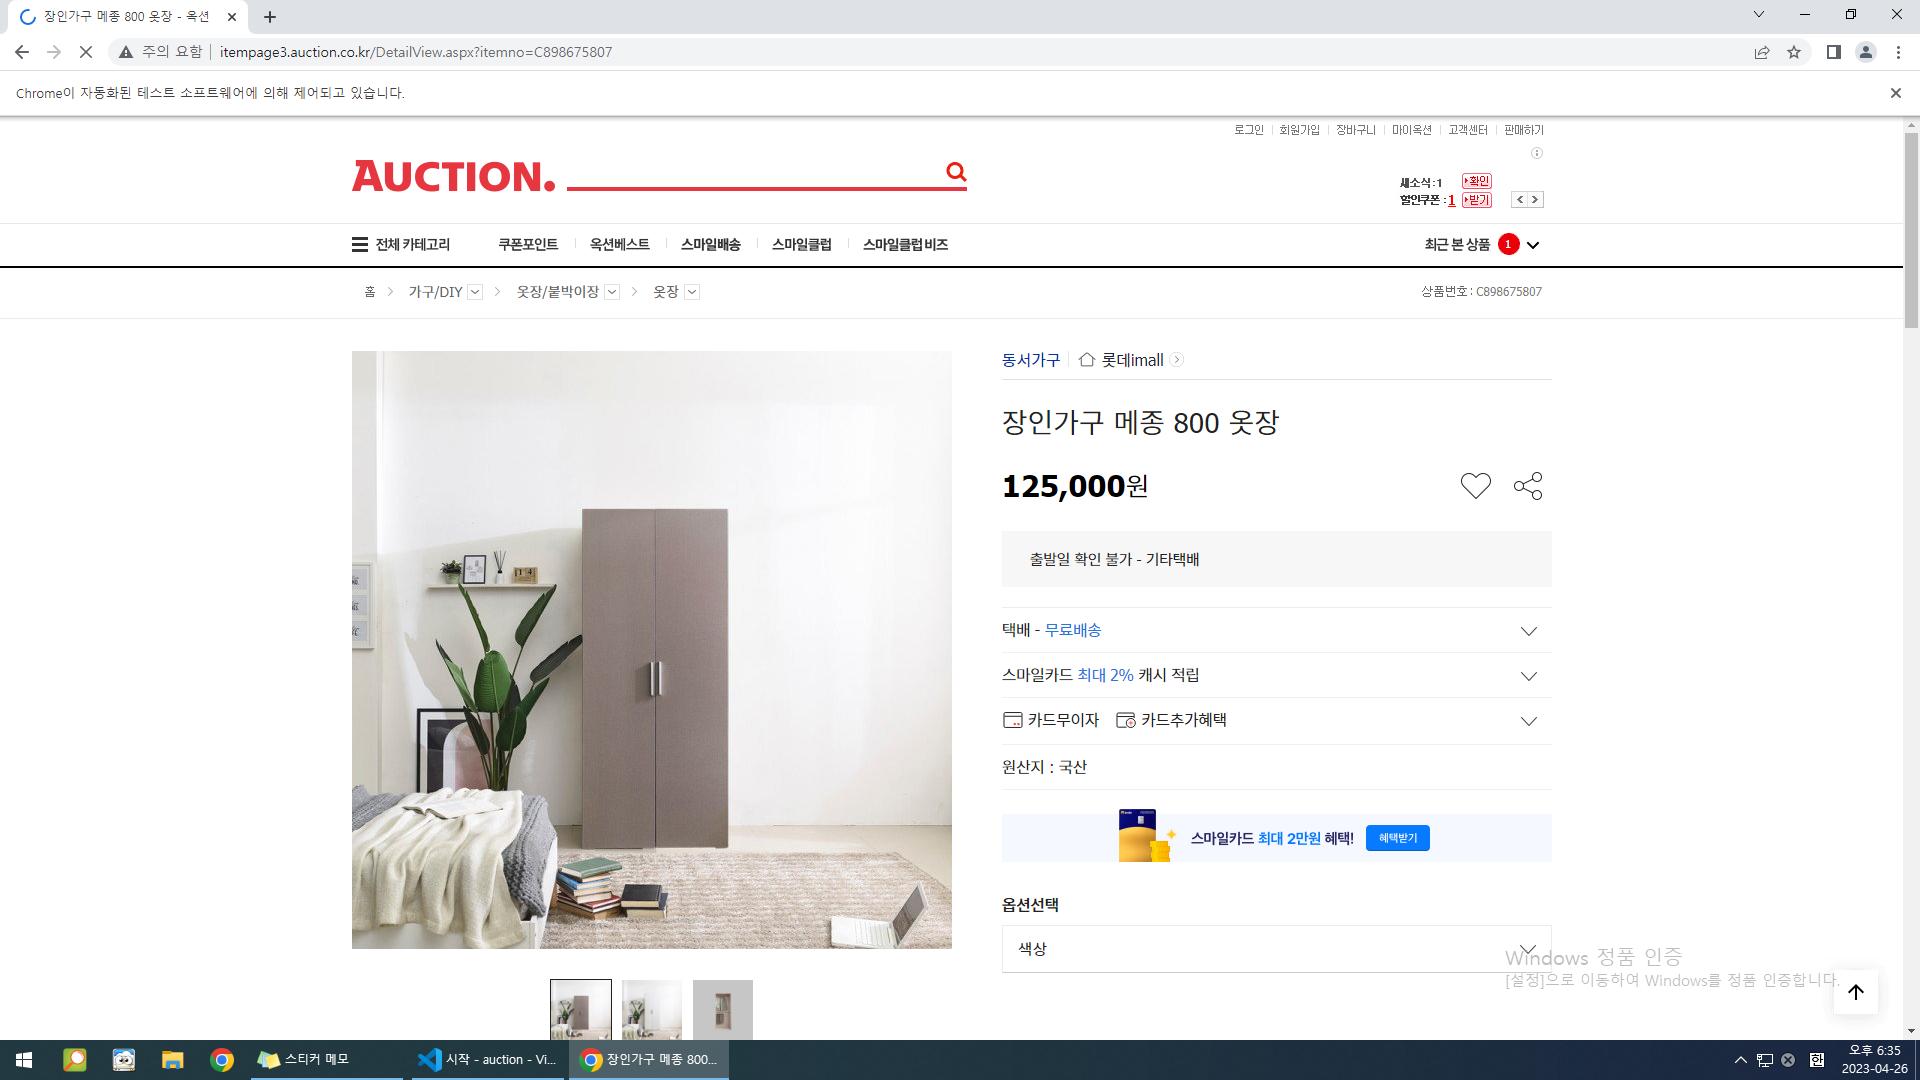 장인가구 메종 800 옷장 - 옥션
주의 요함 itempage3.auction.co.kr/DetailView.aspx?itemno=C898675807
Chrome이 자동화된 테스트 소프트웨어에 의해 제어되고 있습니다.
로그인 회원가입 장바구니 마이옥션 고객센터 판매하기
AUCTION.
새소식:1 확인
할인쿠폰 :1 받기
전체 카테고리 쿠폰포인트 옥션베스트 스마일배송 스마일클럽 스마일클럽 비즈 최근 본 상품 1
홈 가구/DIY 옷장/붙박이장 옷장 상품번호 : C898675807
동서가구 롯데imall
장인가구 메종 800 옷장
125,000원
출발일 확인 불가 - 기타택배
택배 - 무료배송
스마일카드 최대 2% 캐시 적립
카드무이자 카드추가혜택
원산지 : 국산
스마일카드 최대 2만원 혜택! 혜택받기
옵션선택
색상
Windows 정품 인증
[설정]으로 이동하여 Windows를 정품 인증합니다.
스티커 메모 시작 - auction - Vi... 장인가구 메종 800... 한 오후 6:35
2023-04-26